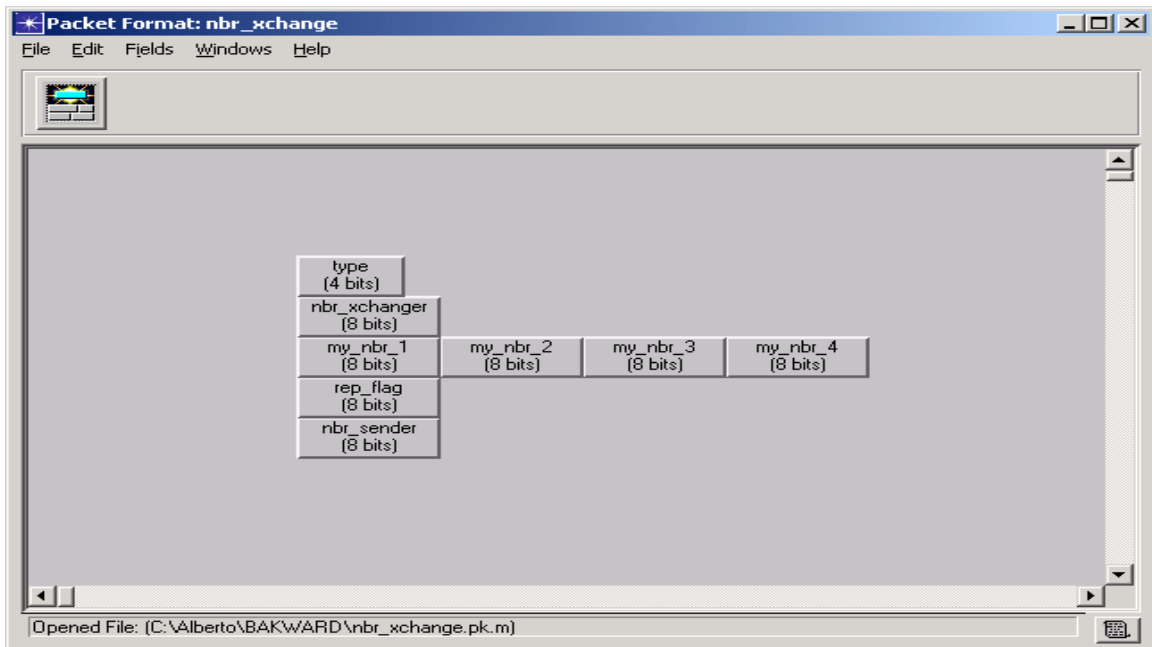 Packet Format: nbr_xchange
File Edit Fields Windows Help
type
(4 bits)
nbr_xchanger
(8 bits)
my_nbr_1
(8 bits)
my_nbr_2
(8 bits)
my_nbr_3
(8 bits)
my_nbr_4
(8 bits)
rep_flag
(8 bits)
nbr_sender
(8 bits)
Opened File: (C:\Alberto\BAKWARD\nbr_xchange.pk.m)